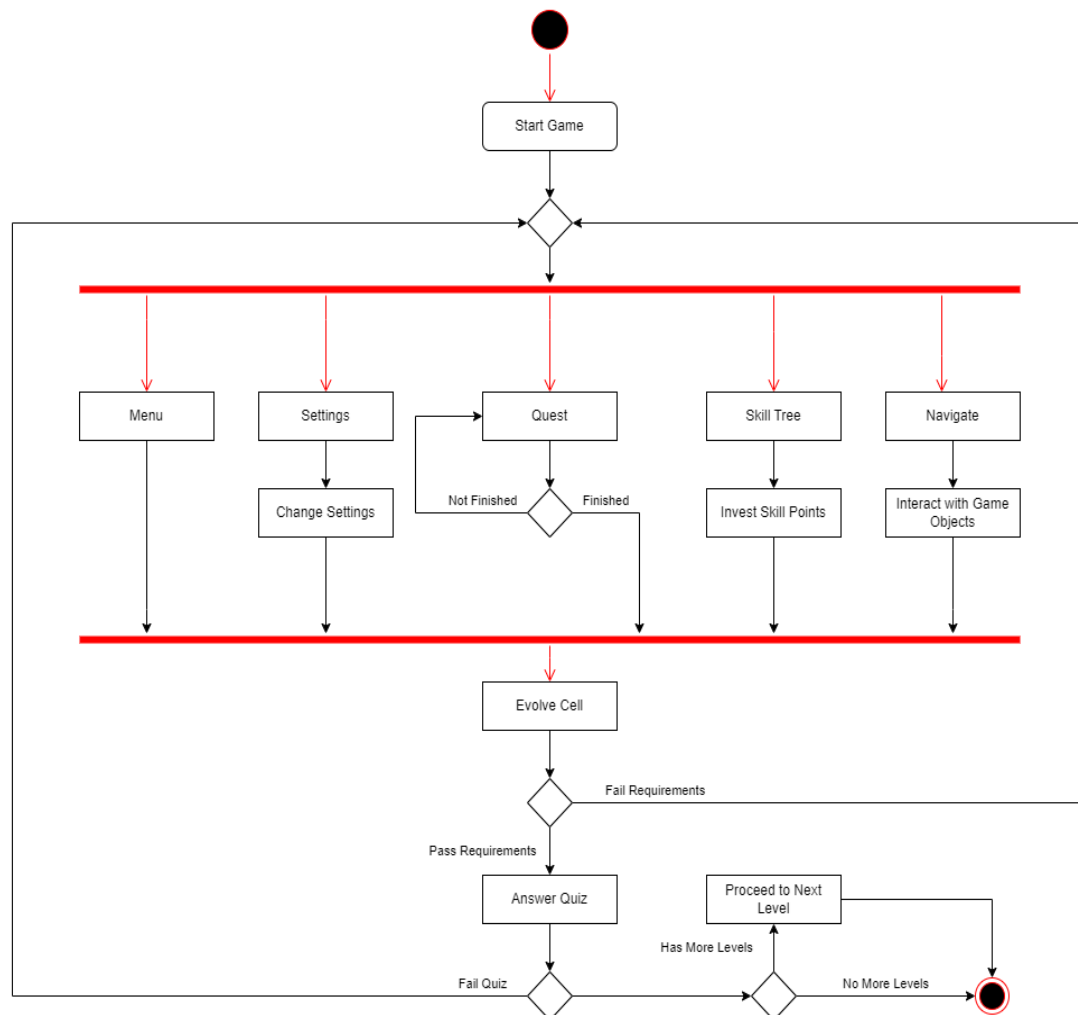 Start Game
Menu
Settings
Quest
Skill Tree
Navigate
Not Finished
Finished
Change Settings
Invest Skill Points
Interact with Game
Objects
Evolve Cell
Fail Requirements
Pass Requirements
Answer Quiz
Proceed to Next
Level
Has More Levels
Fail Quiz
No More Levels